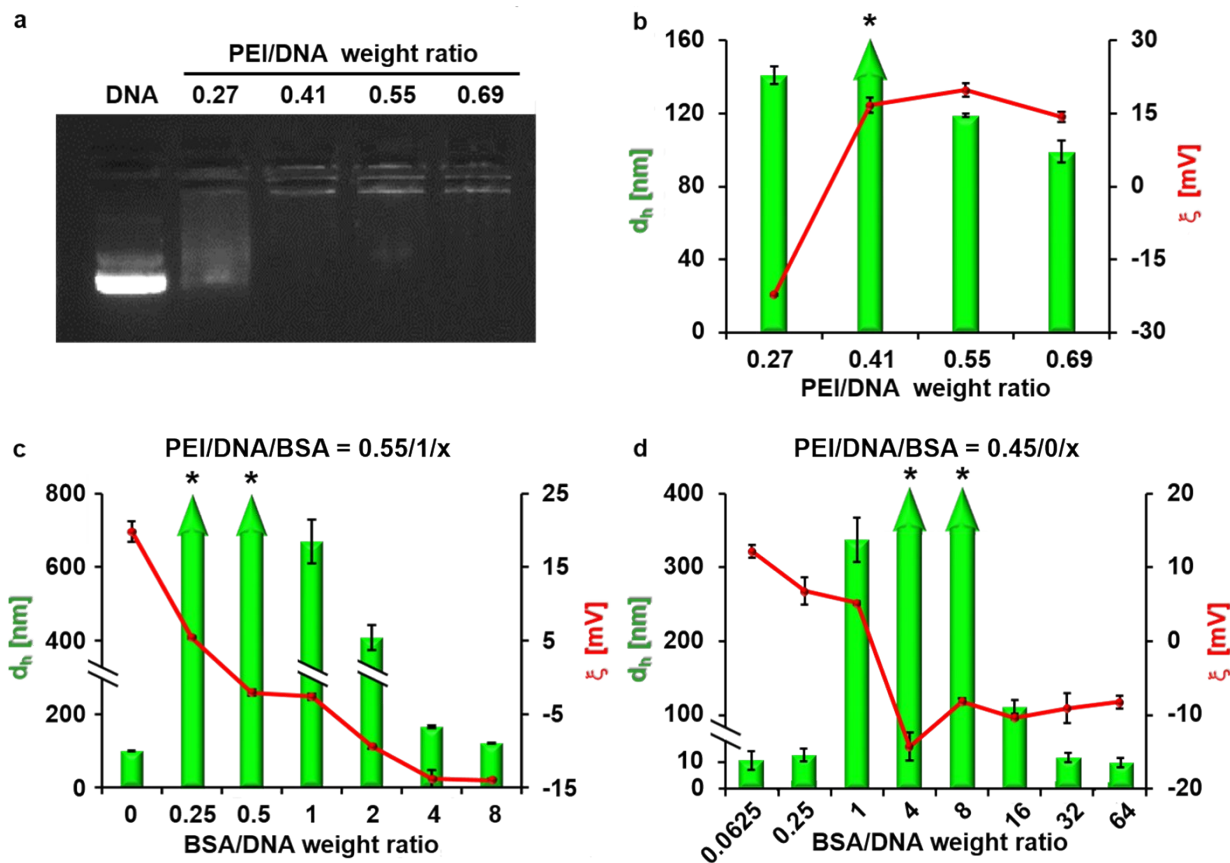 a
PEI/DNA weight ratio
DNA 0.27 0.41 0.55 0.69
b
*
160 30
120 15
80 0
40 -15
0 -30
d_h [nm]
ξ [mV]
0.27 0.41 0.55 0.69
PEI/DNA weight ratio
c
PEI/DNA/BSA = 0.55/1/x
* *
800 25
600
400 5
200 -5
0 -15
15
d_h [nm]
ξ [mV]
0 0.25 0.5 1 2 4 8
BSA/DNA weight ratio
d
PEI/DNA/BSA = 0.45/0/x
* *
400 20
300 10
200 0
100 -10
10
0 -20
d_h [nm]
ξ [mV]
0.0625 0.25 1 4 8 16 32 64
BSA/DNA weight ratio